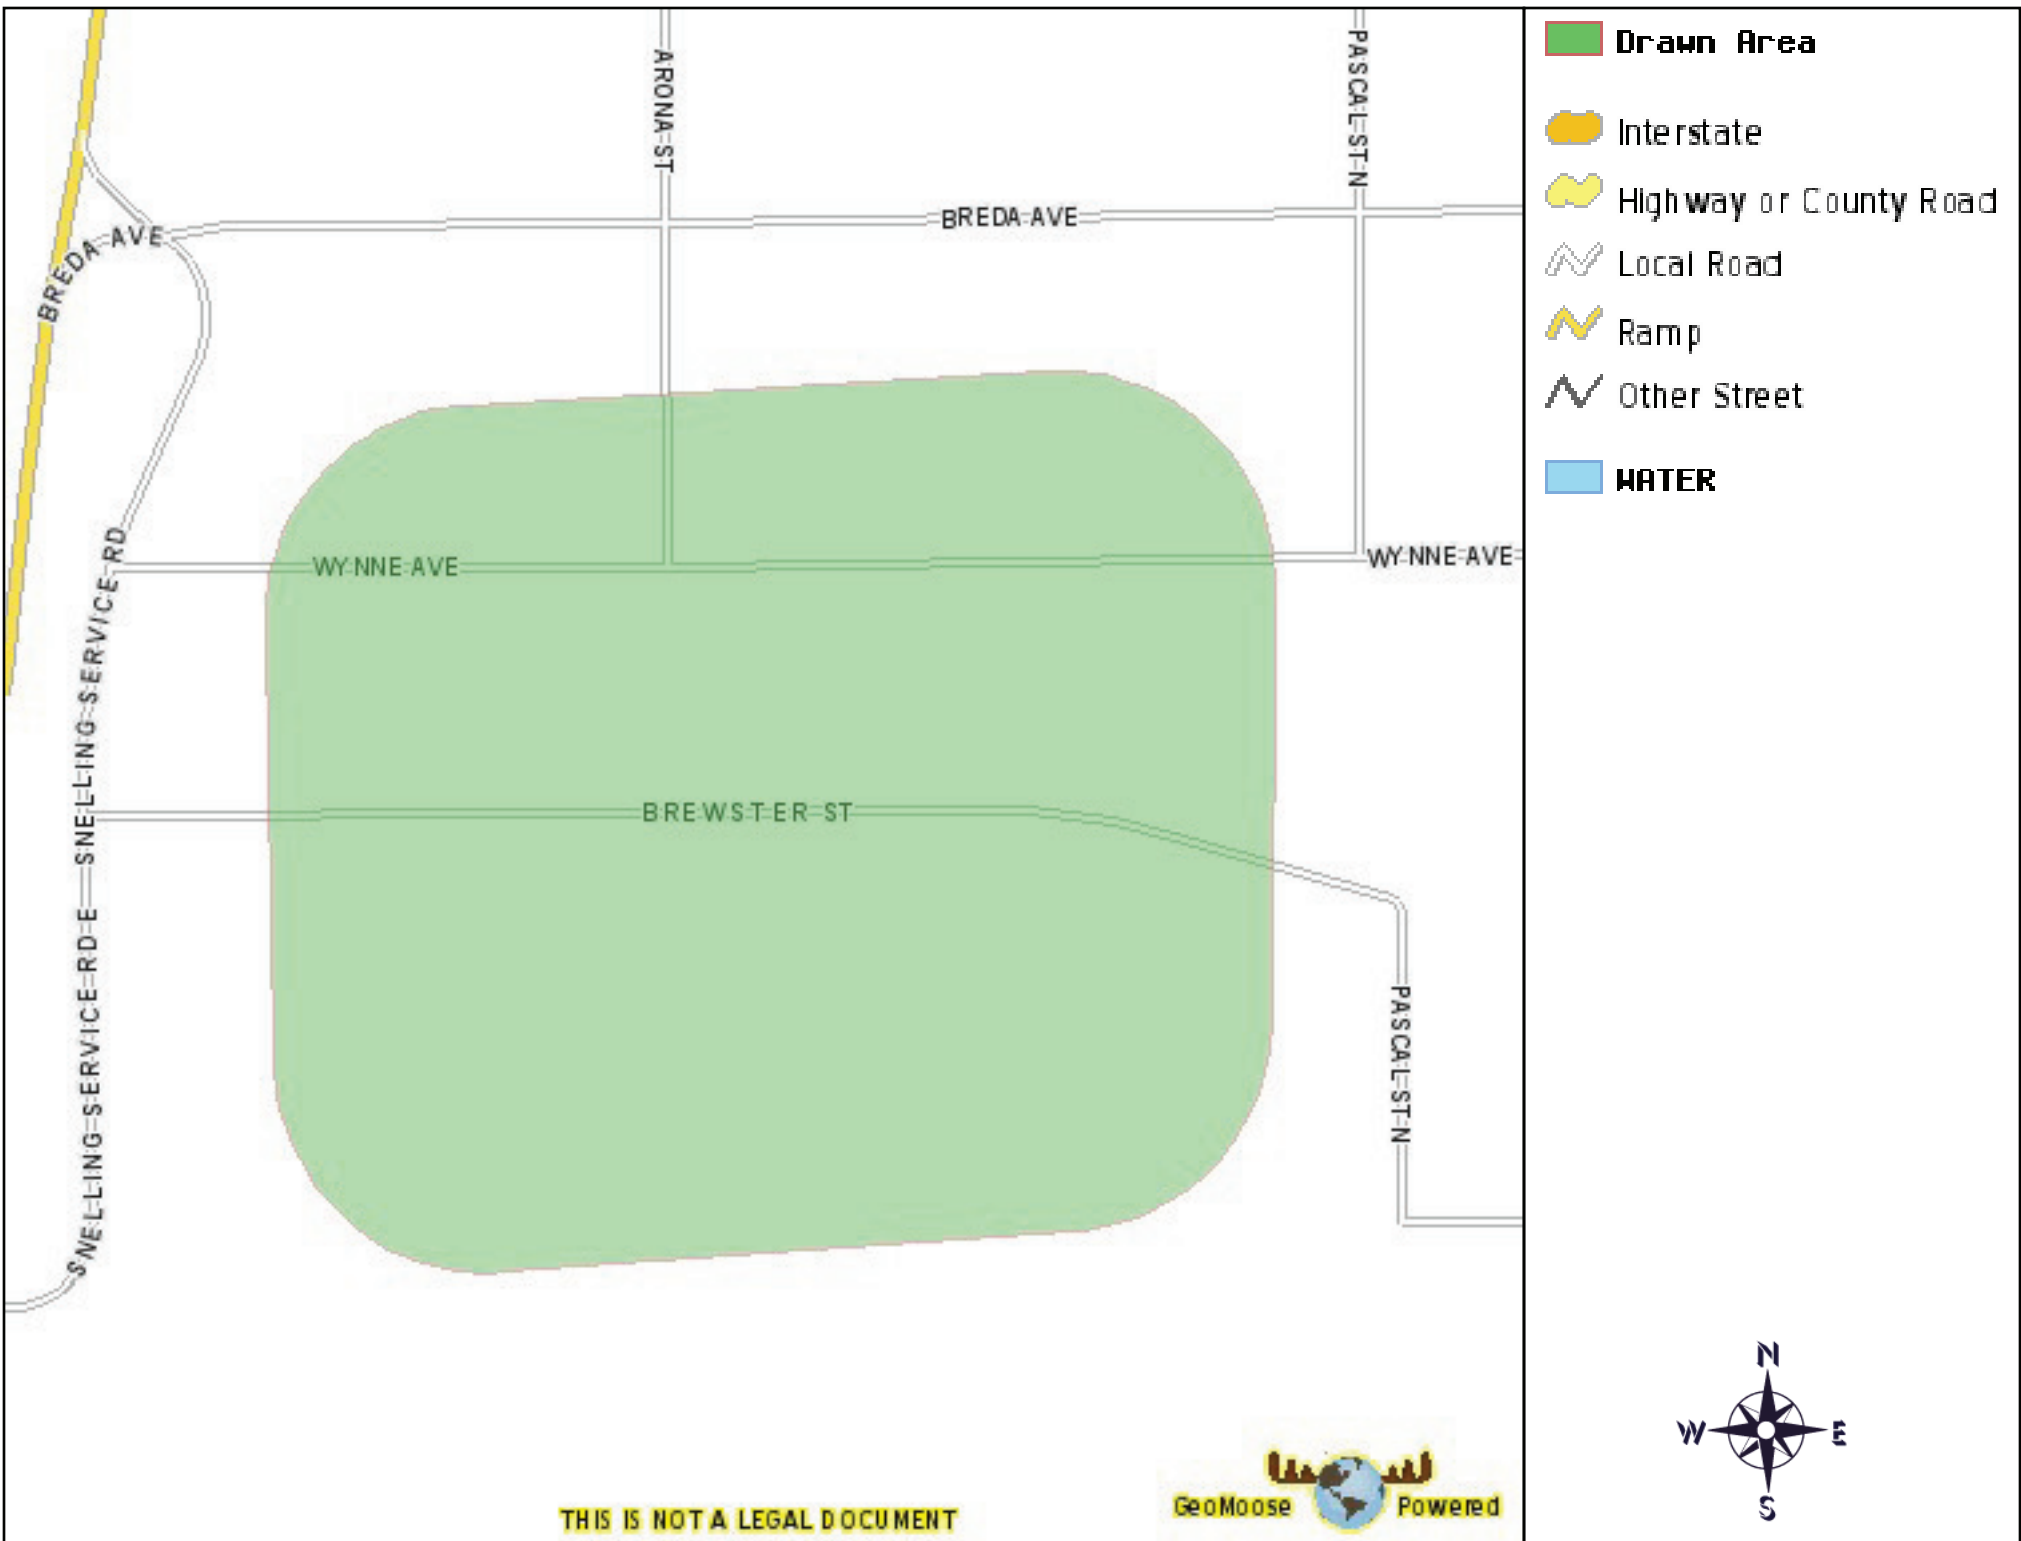 ARONA ST
PASCAL ST N
BREDA AVE
BREDA AVE
WYNNE AVE
WYNNE AVE
SNELLING SERVICE RD
BREWSTER ST
SNELLING SERVICE RD E
PASCAL ST N
THIS IS NOT A LEGAL DOCUMENT
GeoMoose Powered
Drawn Area
Interstate
Highway or County Road
Local Road
Ramp
Other Street
WATER
N
W E
S